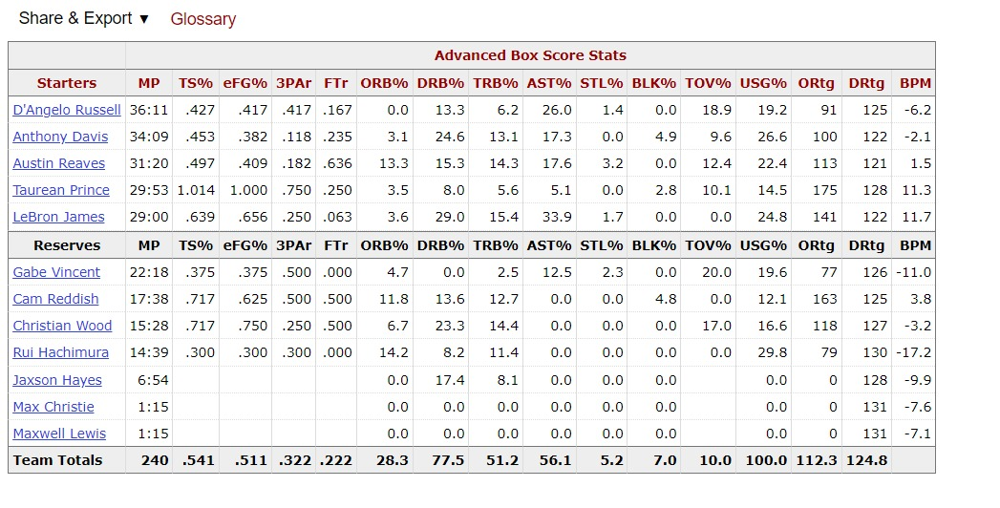 Share & Export ▼ Glossary
Advanced Box Score Stats
Starters MP TS% eFG% 3PAr FTr ORB% DRB% TRB% AST% STL% BLK% TOV% USG% ORtg DRtg BPM
D'Angelo Russell 36:11 .427 .417 .417 .167 0.0 13.3 6.2 26.0 1.4 0.0 18.9 19.2 91 125 -6.2
Anthony Davis 34:09 .453 .382 .118 .235 3.1 24.6 13.1 17.3 0.0 4.9 9.6 26.6 100 122 -2.1
Austin Reaves 31:20 .497 .409 .182 .636 13.3 15.3 14.3 17.6 3.2 0.0 12.4 22.4 113 121 1.5
Taurean Prince 29:53 1.014 1.000 .750 .250 3.5 8.0 5.6 5.1 0.0 2.8 10.1 14.5 175 128 11.3
LeBron James 29:00 .639 .656 .250 .063 3.6 29.0 15.4 33.9 1.7 0.0 0.0 24.8 141 122 11.7
Reserves MP TS% eFG% 3PAr FTr ORB% DRB% TRB% AST% STL% BLK% TOV% USG% ORtg DRtg BPM
Gabe Vincent 22:18 .375 .375 .500 .000 4.7 0.0 2.5 12.5 2.3 0.0 20.0 19.6 77 126 -11.0
Cam Reddish 17:38 .717 .625 .500 .500 11.8 13.6 12.7 0.0 0.0 4.8 0.0 12.1 163 125 3.8
Christian Wood 15:28 .717 .750 .250 .500 6.7 23.3 14.4 0.0 0.0 0.0 17.0 16.6 118 127 -3.2
Rui Hachimura 14:39 .300 .300 .300 .000 14.2 8.2 11.4 0.0 0.0 0.0 0.0 29.8 79 130 -17.2
Jaxson Hayes 6:54 0.0 17.4 8.1 0.0 0.0 0.0 0.0 0 128 -9.9
Max Christie 1:15 0.0 0.0 0.0 0.0 0.0 0.0 0.0 0 131 -7.6
Maxwell Lewis 1:15 0.0 0.0 0.0 0.0 0.0 0.0 0.0 0 131 -7.1
Team Totals 240 .541 .511 .322 .222 28.3 77.5 51.2 56.1 5.2 7.0 10.0 100.0 112.3 124.8